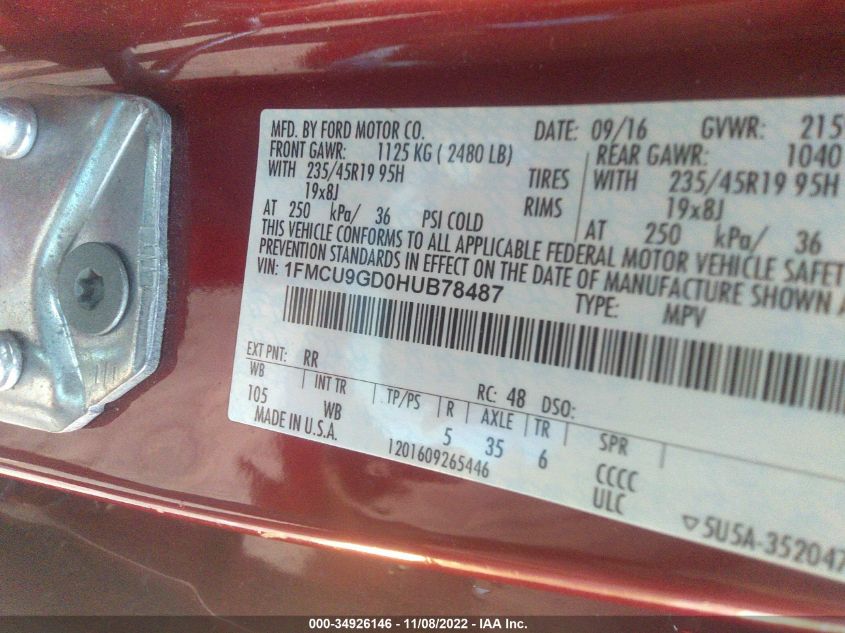 MFD. BY FORD MOTOR CO. DATE: 09/16 GVWR: 215
FRONT GAWR: 1125 KG ( 2480 LB) REAR GAWR: 1040
WITH 235/45R19 95H TIRES WITH 235/45R19 95H
19x8J RIMS 19x8J
AT 250 kPa/ 36 PSI COLD AT 250 kPa/ 36
THIS VEHICLE CONFORMS TO ALL APPLICABLE FEDERAL MOTOR VEHICLE SAFET
PREVENTION STANDARDS IN EFFECT ON THE DATE OF MANUFACTURE SHOWN A
VIN: 1FMCU9GD0HUB78487 TYPE: MPV
EXT PNT: RR RC: 48 DSO:
WB INT TR TP/PS R AXLE TR SPR
105 WB 5 35 6 CCCC
MADE IN U.S.A. 1201609265446 ULC
5U5A-352047
000-34926146 - 11/08/2022 - IAA Inc.